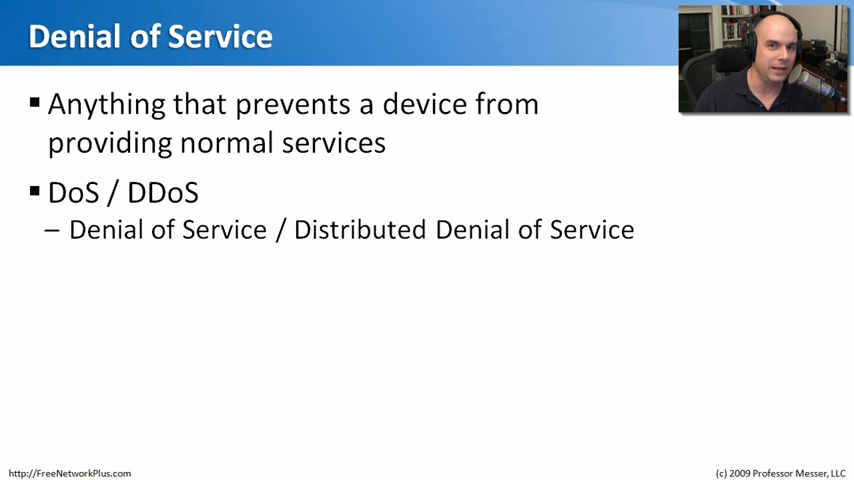 Denial of Service
▪ Anything that prevents a device from
providing normal services
▪ DoS / DDoS
– Denial of Service / Distributed Denial of Service
http://FreeNetworkPlus.com
(c) 2009 Professor Messer, LLC